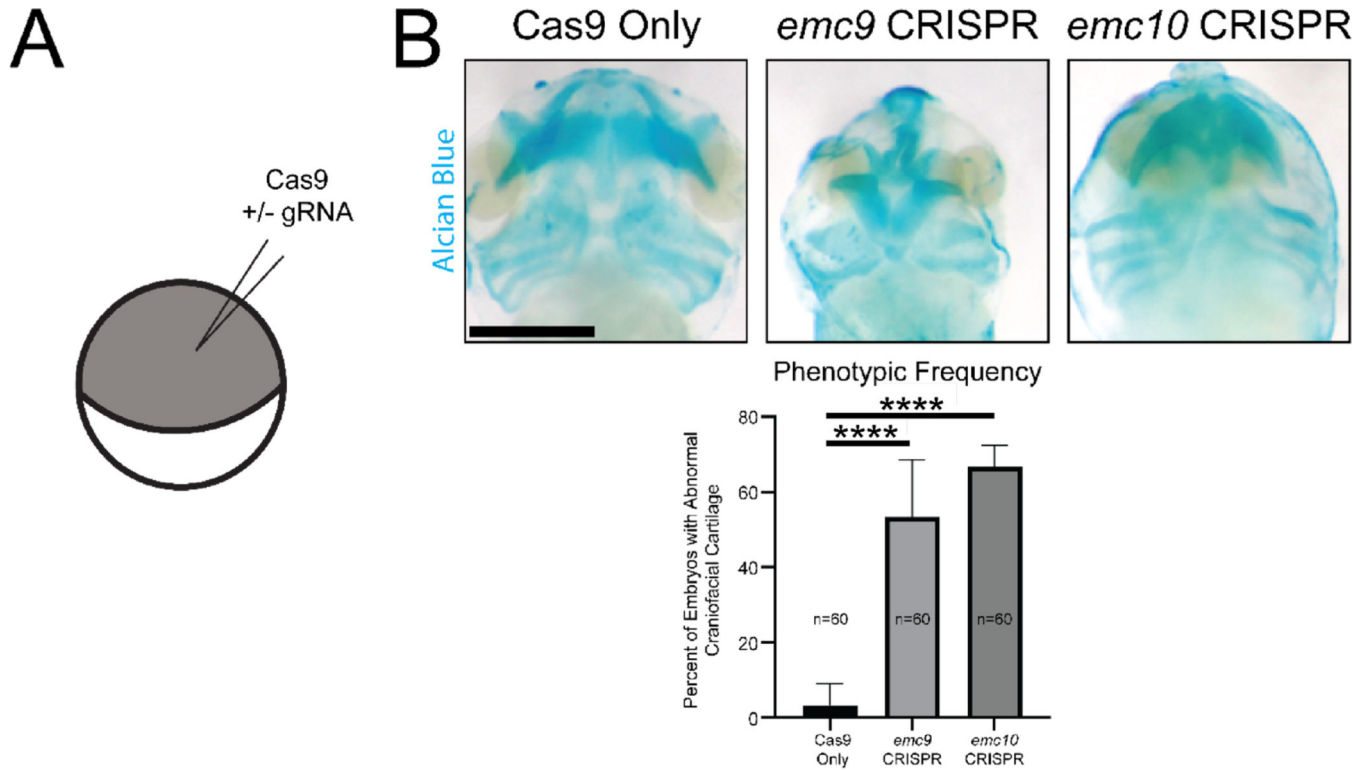 A
Cas9
+/- gRNA
B
Cas9 Only
emc9 CRISPR
emc10 CRISPR
Alcian Blue
Phenotypic Frequency
****
****
Percent of Embryos with Abnormal
Craniofacial Cartilage
80
60
40
20
0
n=60
n=60
n=60
Cas9
Only
emc9
CRISPR
emc10
CRISPR